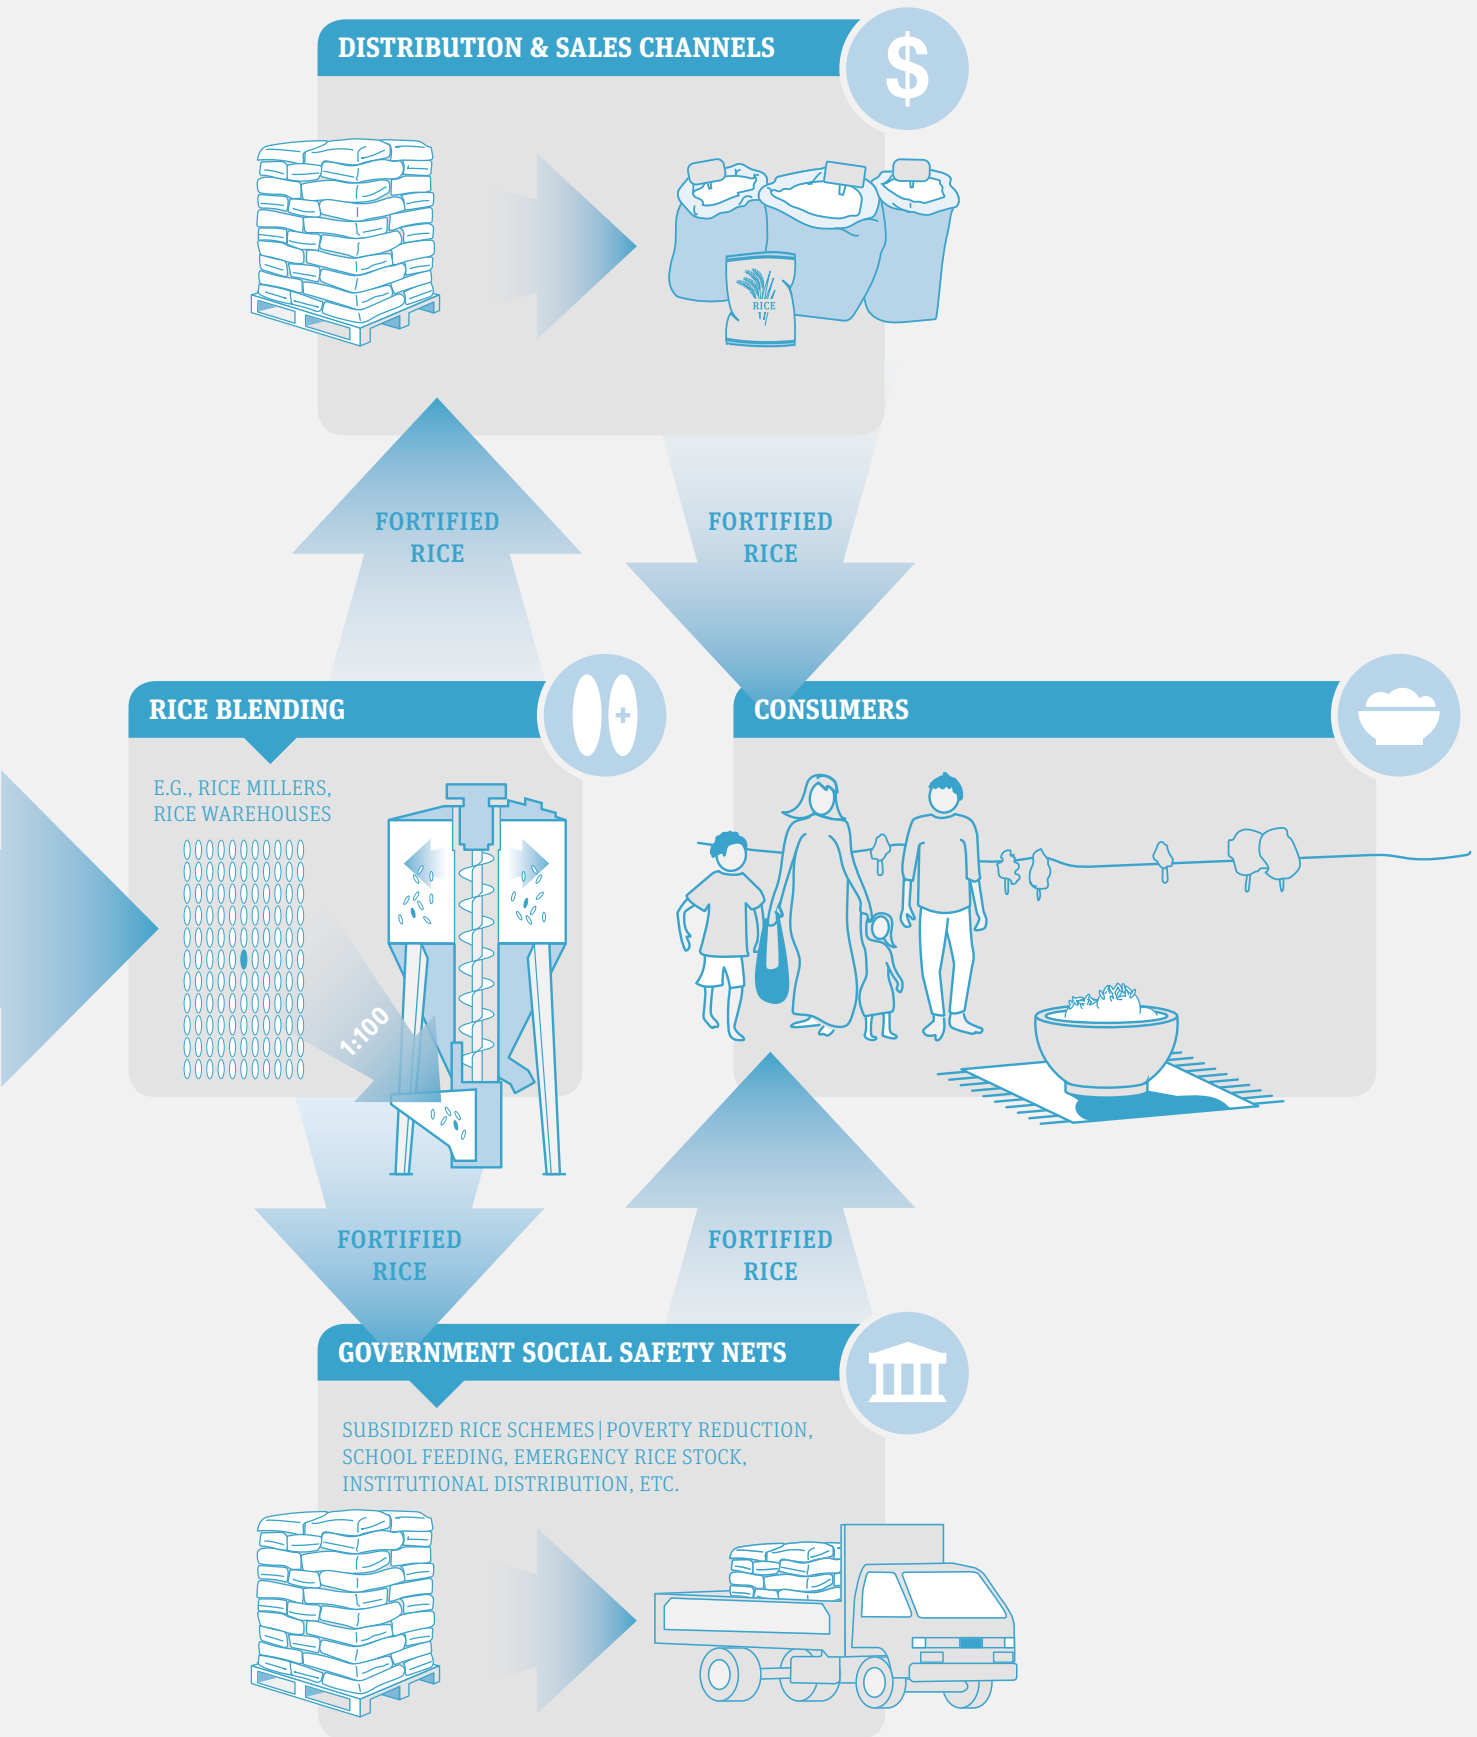 DISTRIBUTION & SALES CHANNELS
$
RICE
FORTIFIED
RICE
FORTIFIED
RICE
RICE BLENDING
+
E.G., RICE MILLERS,
RICE WAREHOUSES
1:100
CONSUMERS
FORTIFIED
RICE
FORTIFIED
RICE
GOVERNMENT SOCIAL SAFETY NETS
SUBSIDIZED RICE SCHEMES | POVERTY REDUCTION,
SCHOOL FEEDING, EMERGENCY RICE STOCK,
INSTITUTIONAL DISTRIBUTION, ETC.